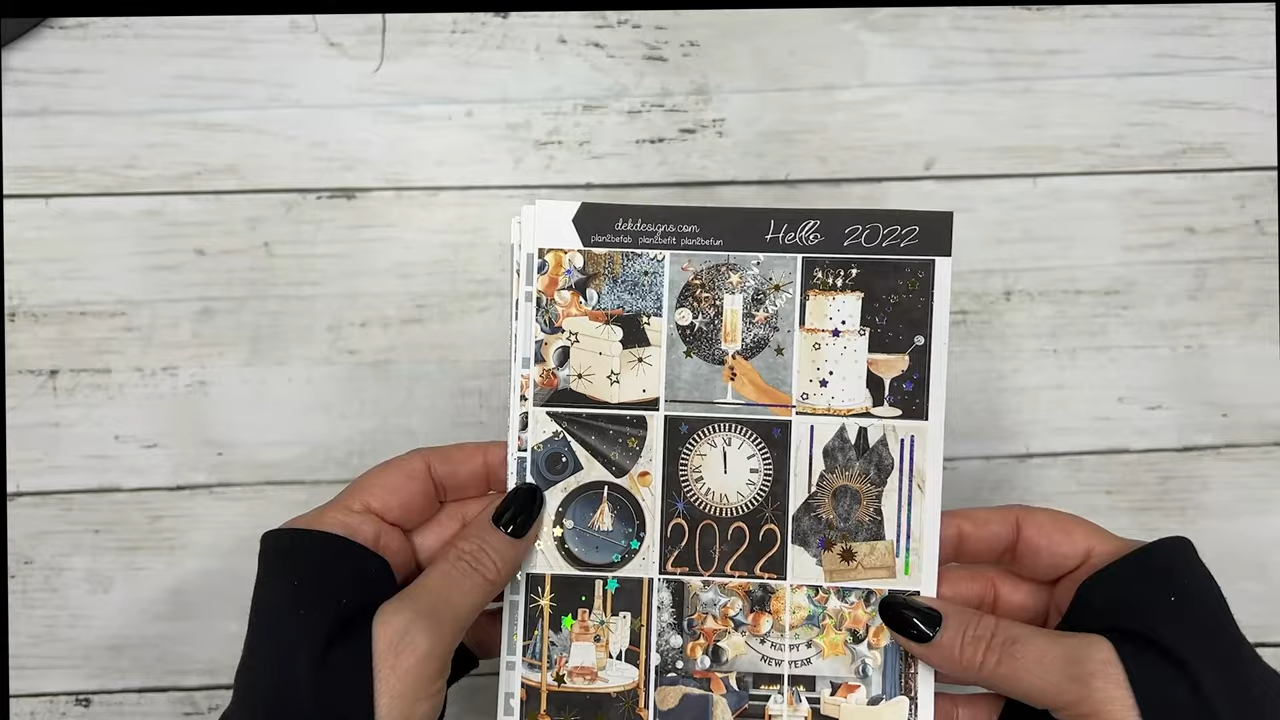 dekdesigns.com
plan2befab plan2befit plan2befun
Hello 2022
2022
2022
HAPPY
NEW YEAR